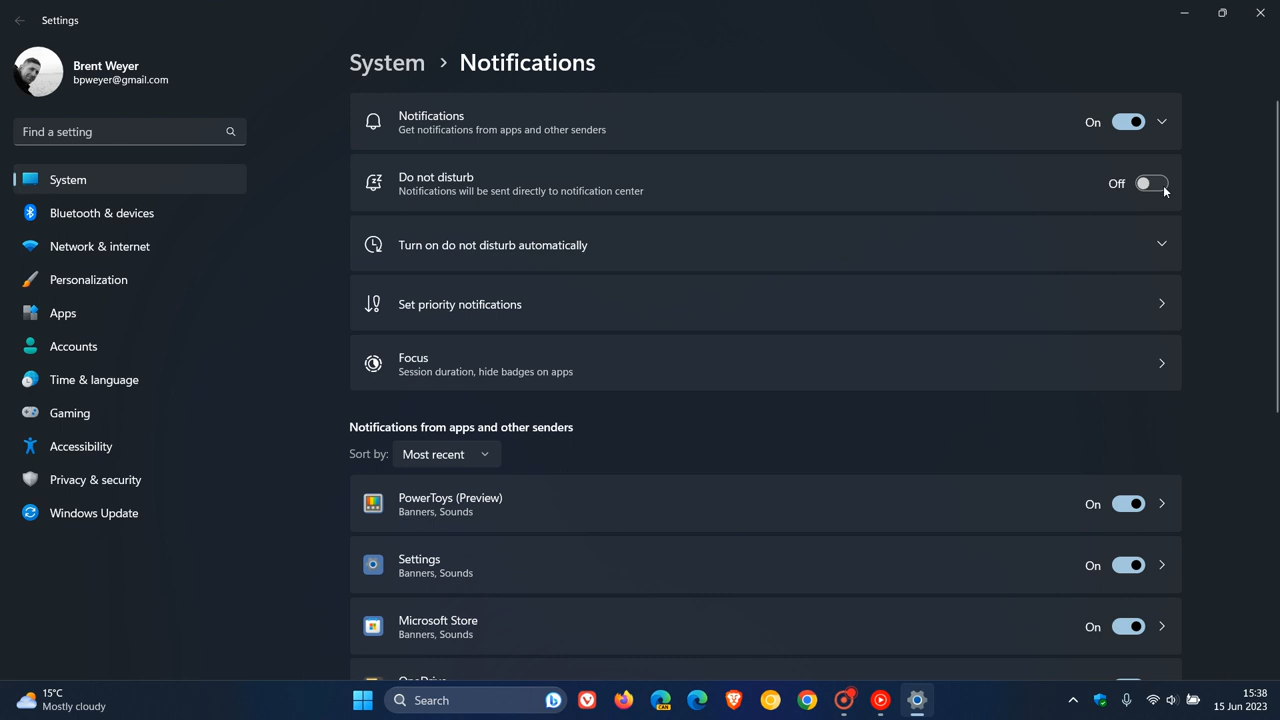 Settings
Brent Weyer
bpweyer@gmail.com
Find a setting
System
Bluetooth & devices
Network & internet
Personalization
Apps
Accounts
Time & language
Gaming
Accessibility
Privacy & security
Windows Update
System > Notifications
Notifications
Get notifications from apps and other senders
On
Do not disturb
Notifications will be sent directly to notification center
Off
Turn on do not disturb automatically
Set priority notifications
Focus
Session duration, hide badges on apps
Notifications from apps and other senders
Sort by: Most recent
PowerToys (Preview)
Banners, Sounds
On
Settings
Banners, Sounds
On
Microsoft Store
Banners, Sounds
On
OneDrive
15°C
Mostly cloudy
Search
CAN
15:38
15 Jun 2023